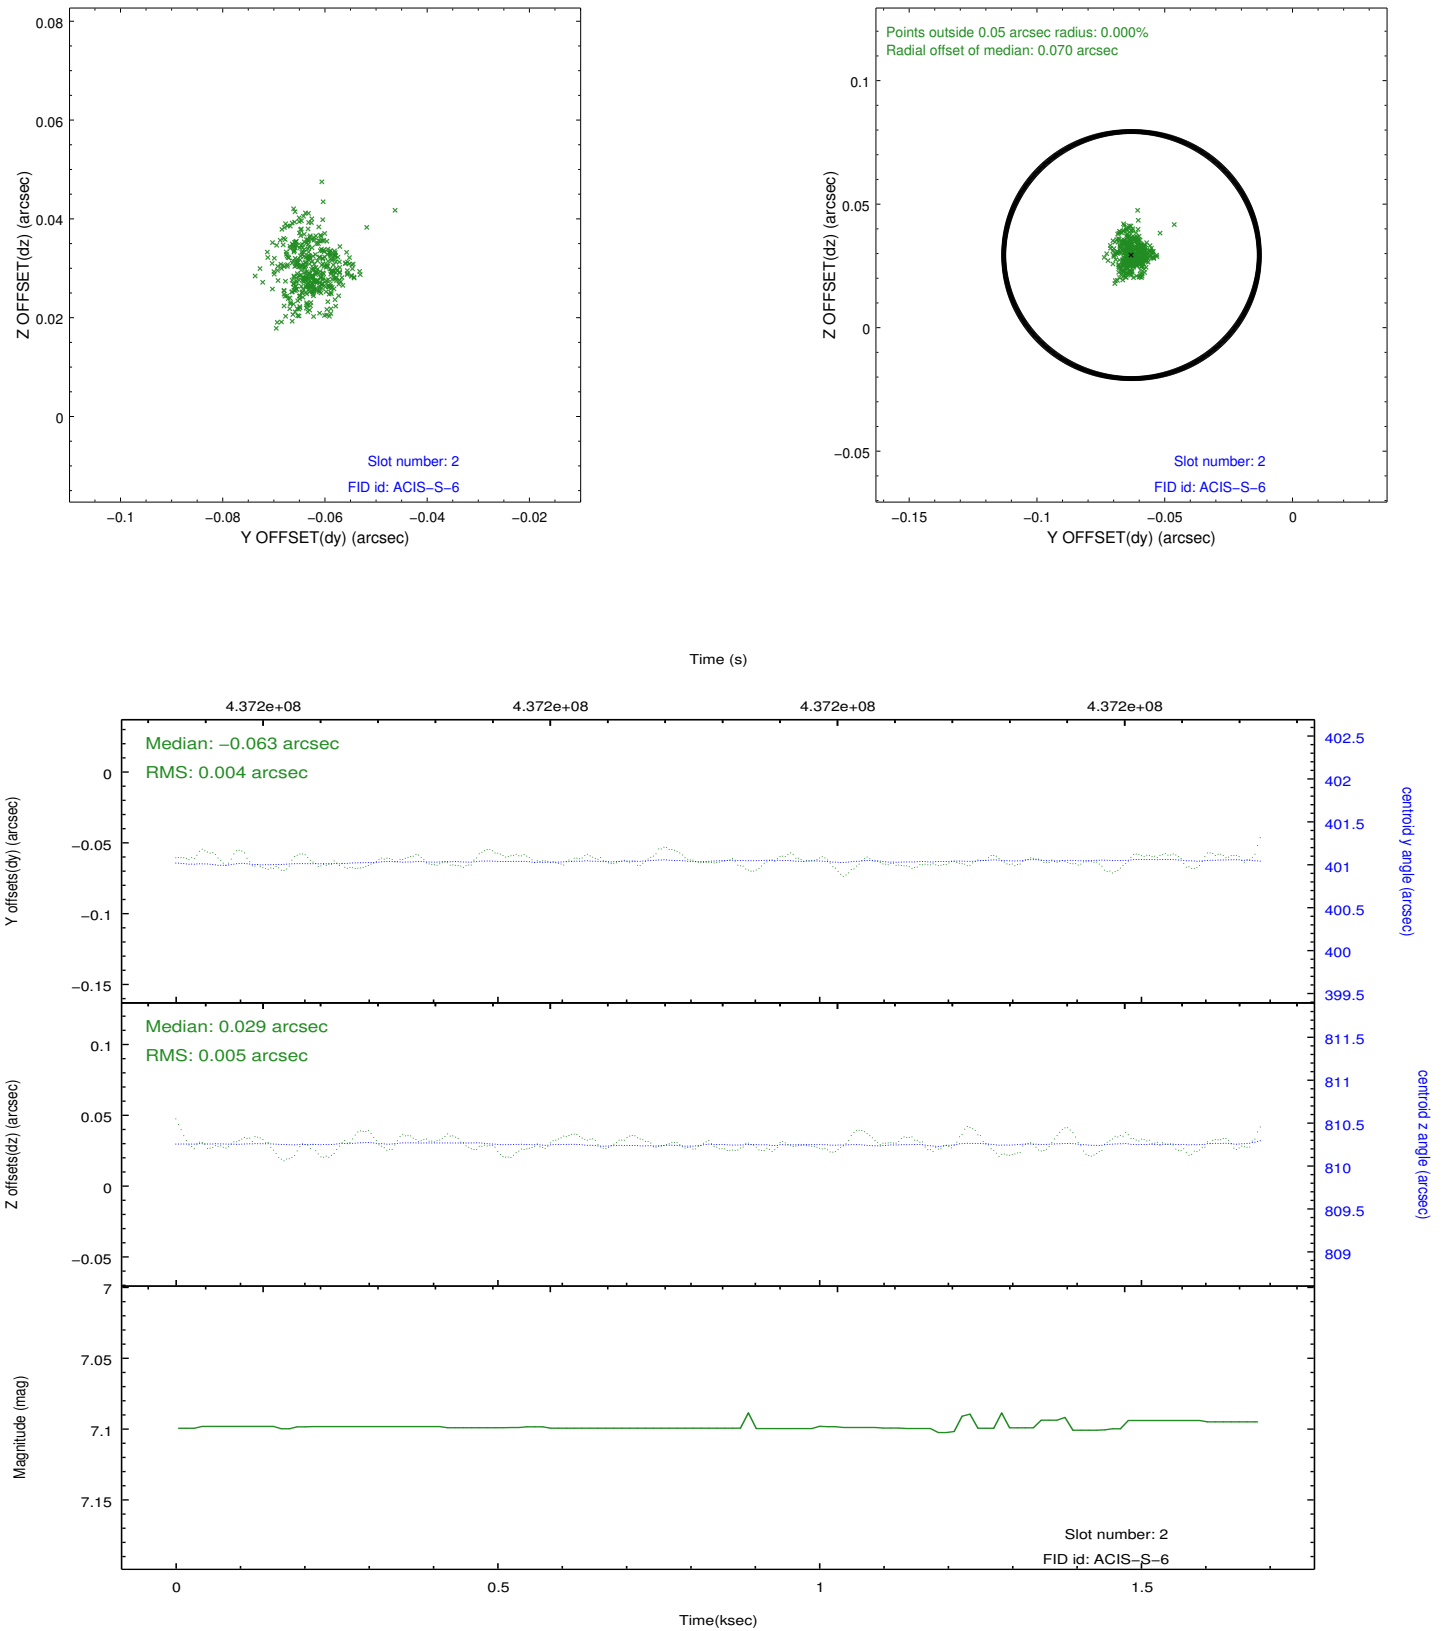 0.08
0.06
0.04
0.02
0
Z OFFSET(dz) (arcsec)
Slot number: 2
FID id: ACIS−S−6
−0.1 −0.08 −0.06 −0.04 −0.02
Y OFFSET(dy) (arcsec)
Points outside 0.05 arcsec radius: 0.000%
Radial offset of median: 0.070 arcsec
0.1
0.05
0
−0.05
Z OFFSET(dz) (arcsec)
Slot number: 2
FID id: ACIS−S−6
−0.15 −0.1 −0.05 0
Y OFFSET(dy) (arcsec)
Time (s)
4.372e+08 4.372e+08 4.372e+08 4.372e+08
Median: −0.063 arcsec
RMS: 0.004 arcsec
0
−0.05
−0.1
−0.15
Y offsets(dy) (arcsec)
402.5
402
401.5
401
400.5
400
399.5
centroid y angle (arcsec)
Median: 0.029 arcsec
RMS: 0.005 arcsec
0.1
0.05
0
−0.05
Z offsets(dz) (arcsec)
811.5
811
810.5
810
809.5
809
centroid z angle (arcsec)
7
7.05
7.1
7.15
Magnitude (mag)
Slot number: 2
FID id: ACIS−S−6
0 0.5 1 1.5
Time(ksec)